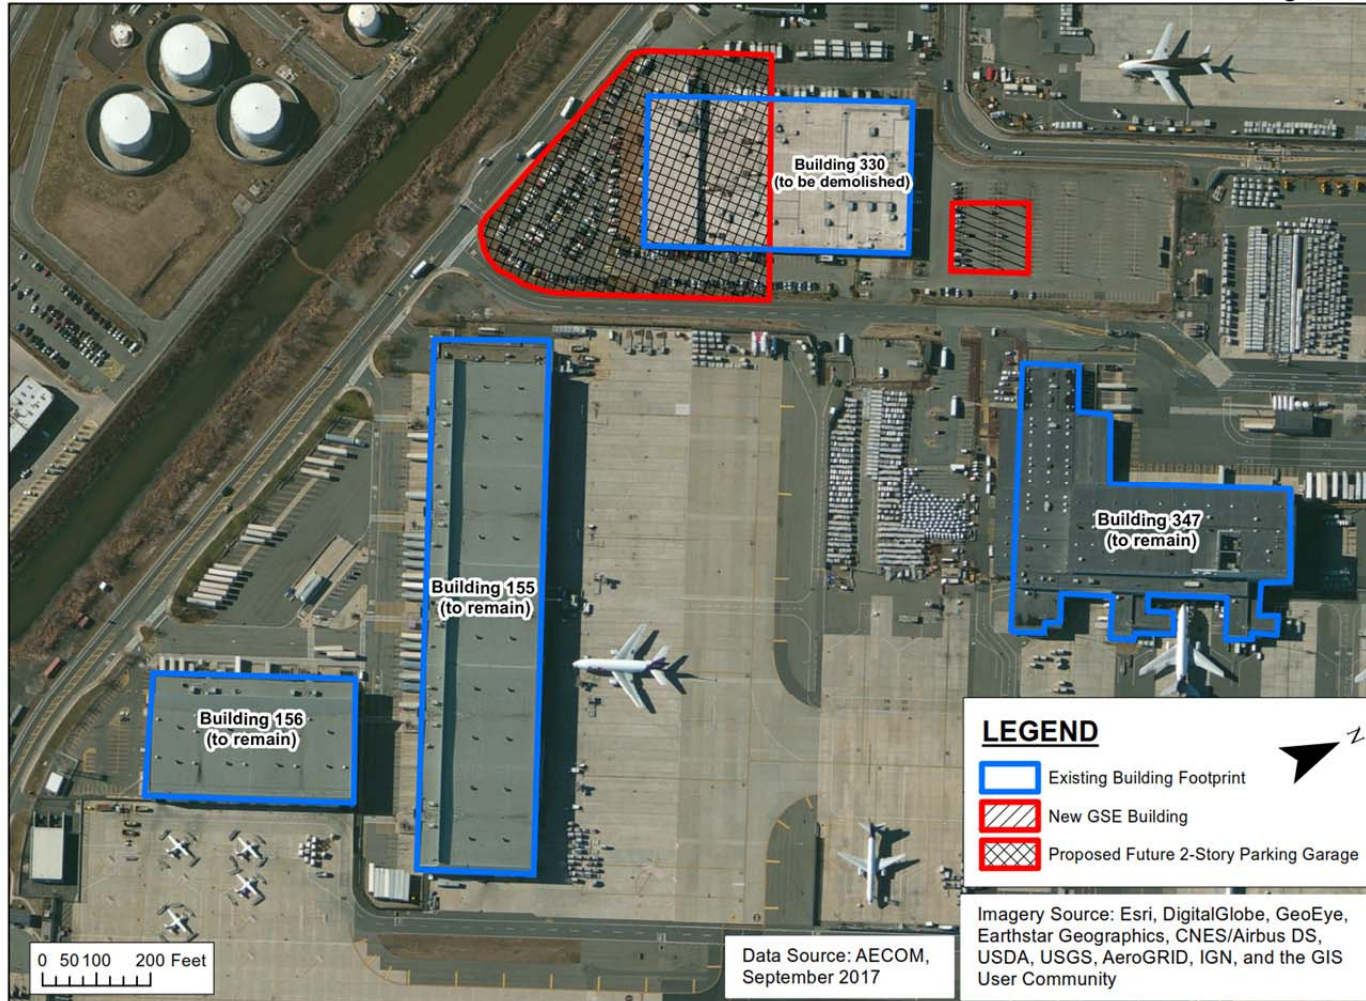 Building 330
(to be demolished)
Building 347
(to remain)
Building 155
(to remain)
Building 156
(to remain)
LEGEND
N
Existing Building Footprint
New GSE Building
Proposed Future 2-Story Parking Garage
0 50 100 200 Feet
Data Source: AECOM,
September 2017
Imagery Source: Esri, DigitalGlobe, GeoEye,
Earthstar Geographics, CNES/Airbus DS,
USDA, USGS, AeroGRID, IGN, and the GIS
User Community